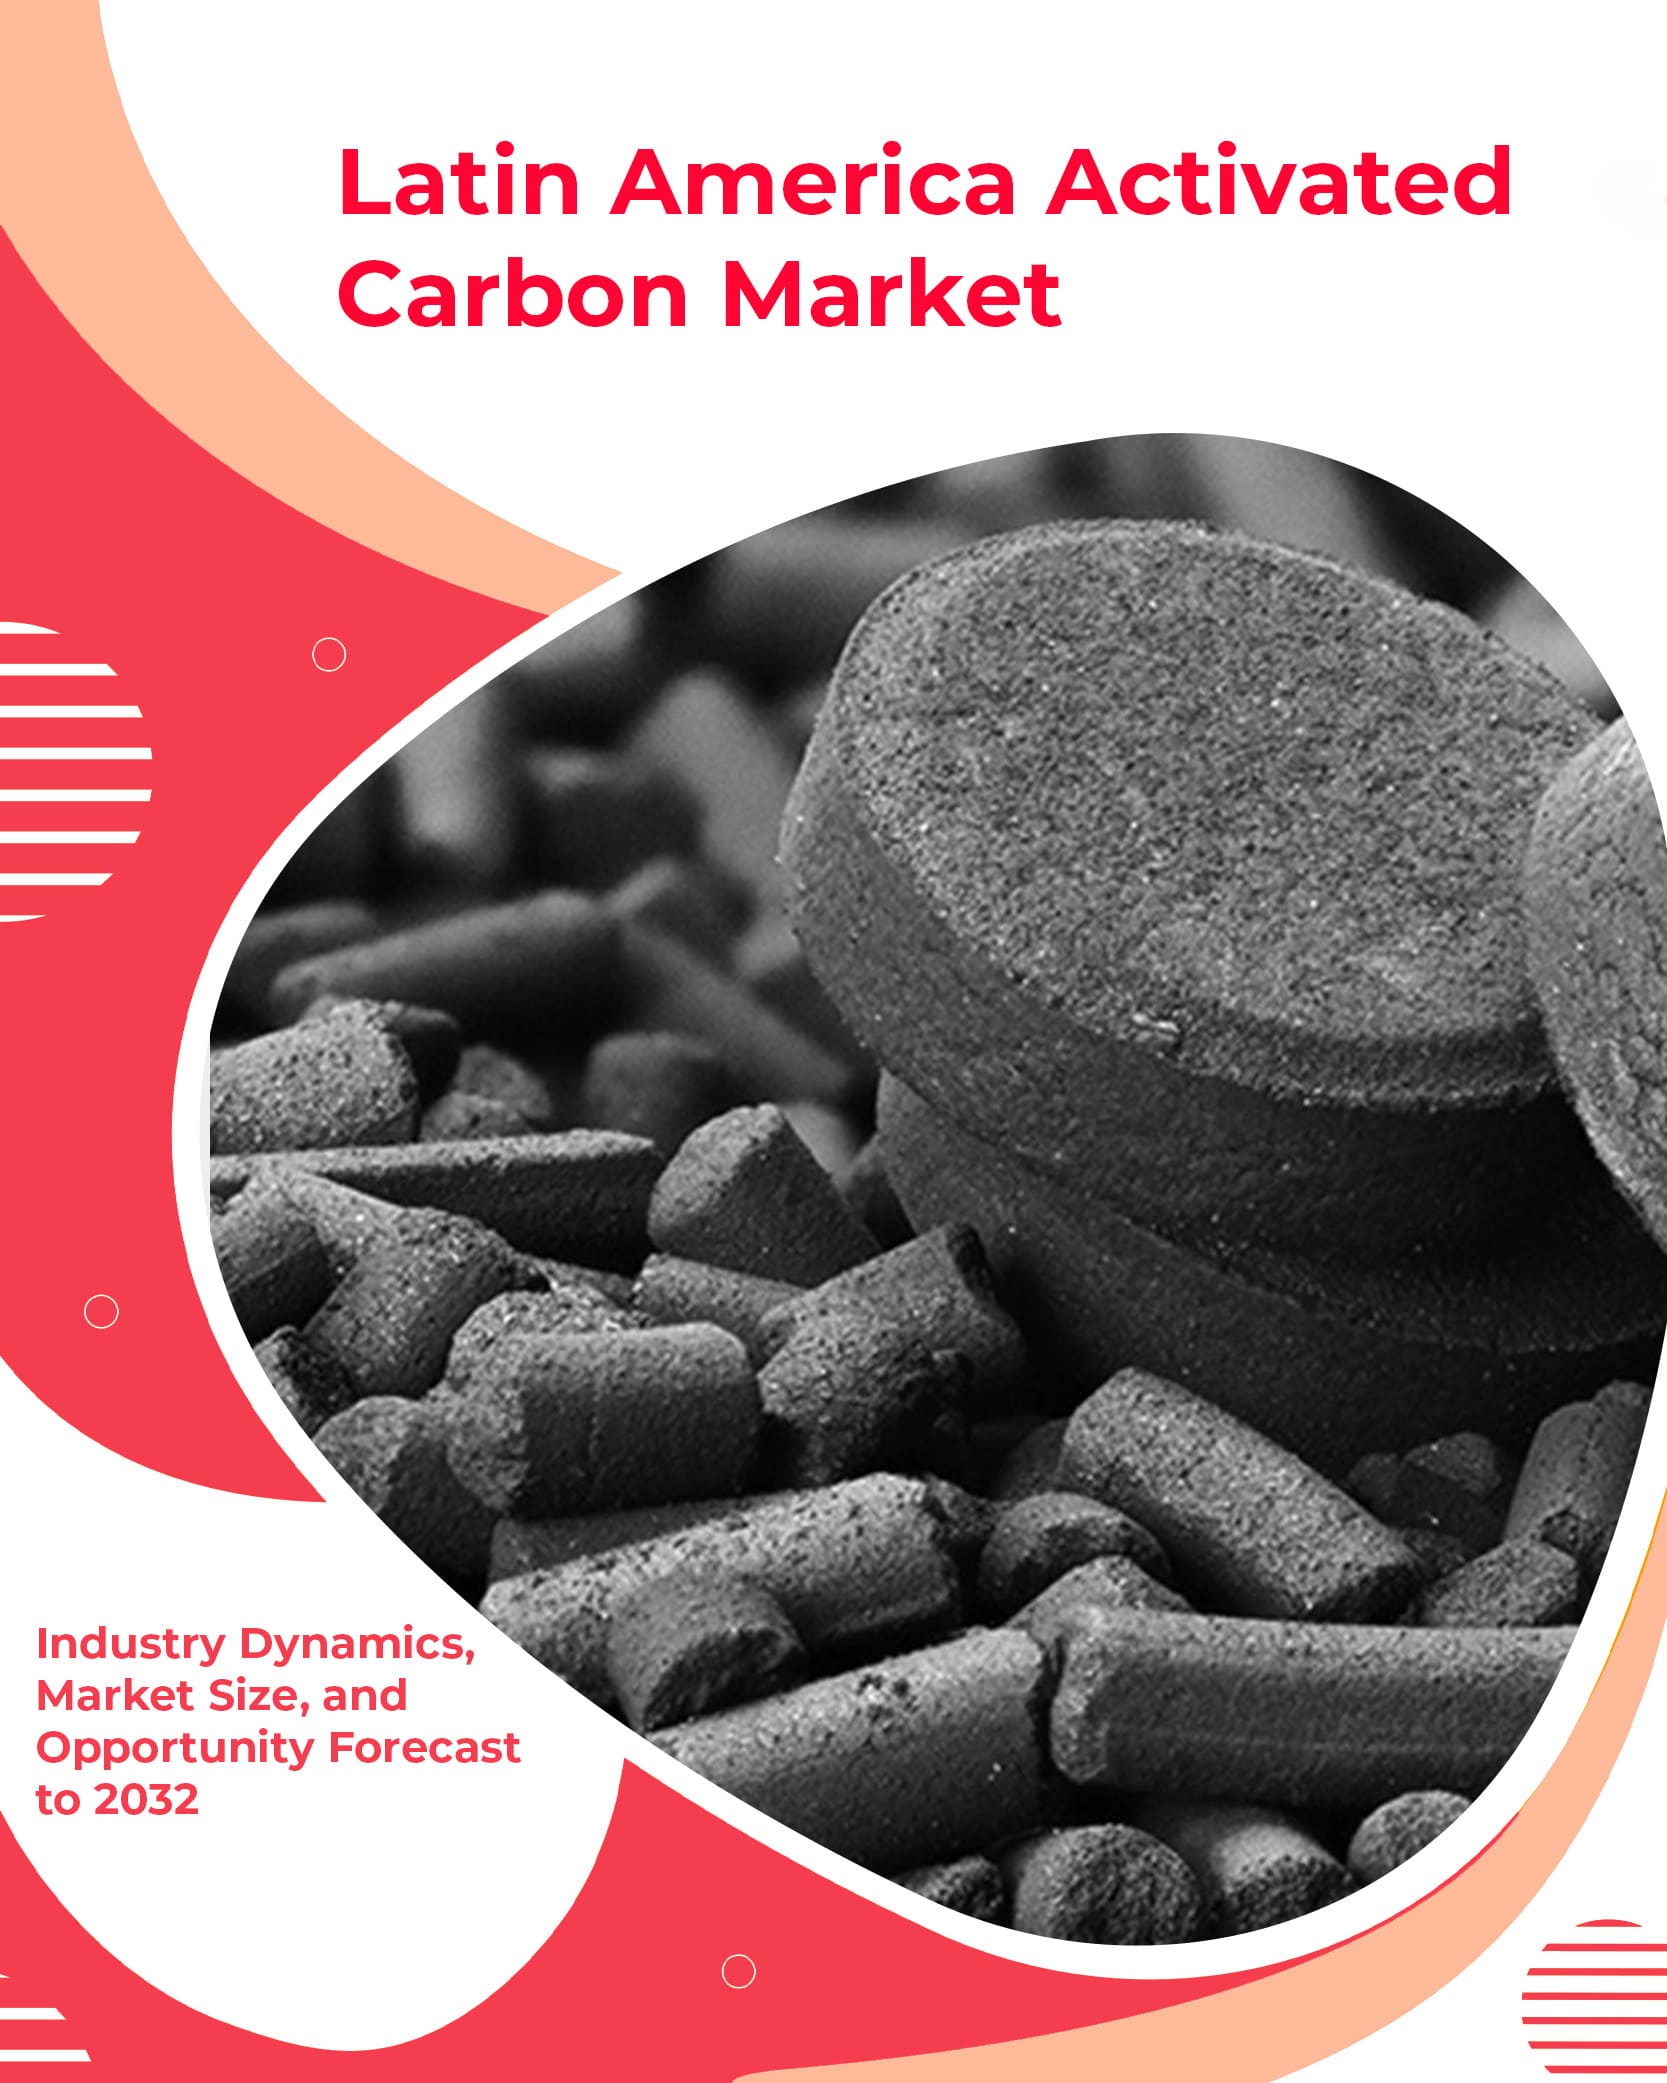 Latin America Activated
Carbon Market
Industry Dynamics,
Market Size, and
Opportunity Forecast
to 2032